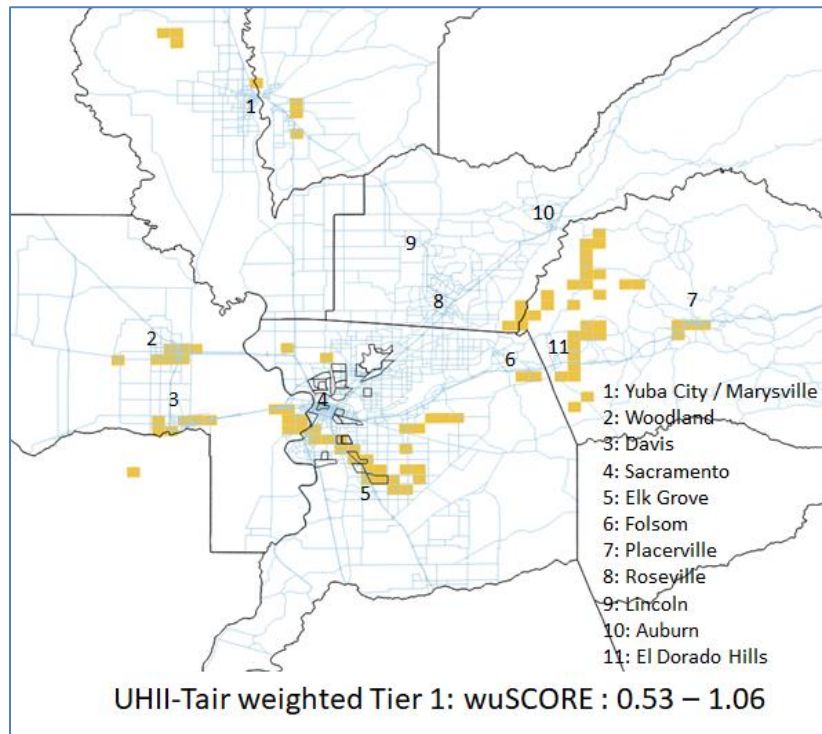 1
10
9
8
7
2
6
11
3
4
5
1: Yuba City / Marysville
2: Woodland
3: Davis
4: Sacramento
5: Elk Grove
6: Folsom
7: Placerville
8: Roseville
9: Lincoln
10: Auburn
11: El Dorado Hills
UHII-Tair weighted Tier 1: wuSCORE : 0.53 – 1.06